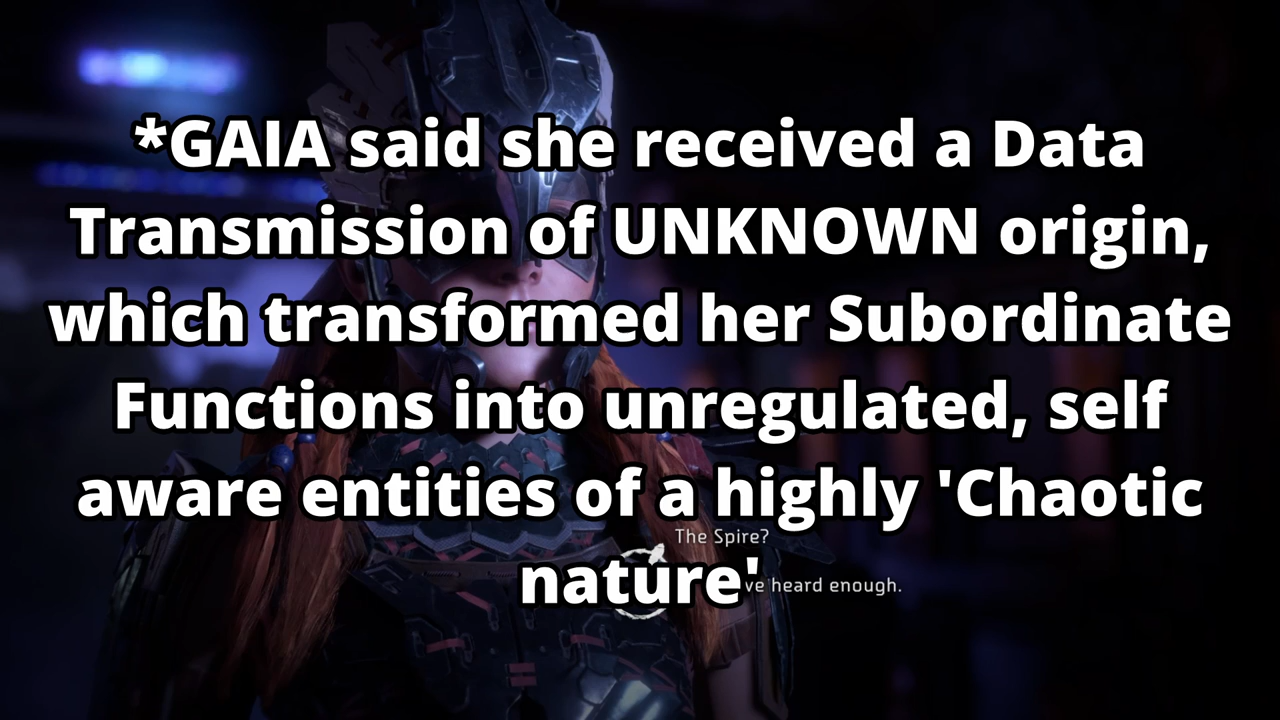 *GAIA said she received a Data
Transmission of UNKNOWN origin,
which transformed her Subordinate
Functions into unregulated, self
aware entities of a highly 'Chaotic
The Spire?
nature'
ve heard enough.